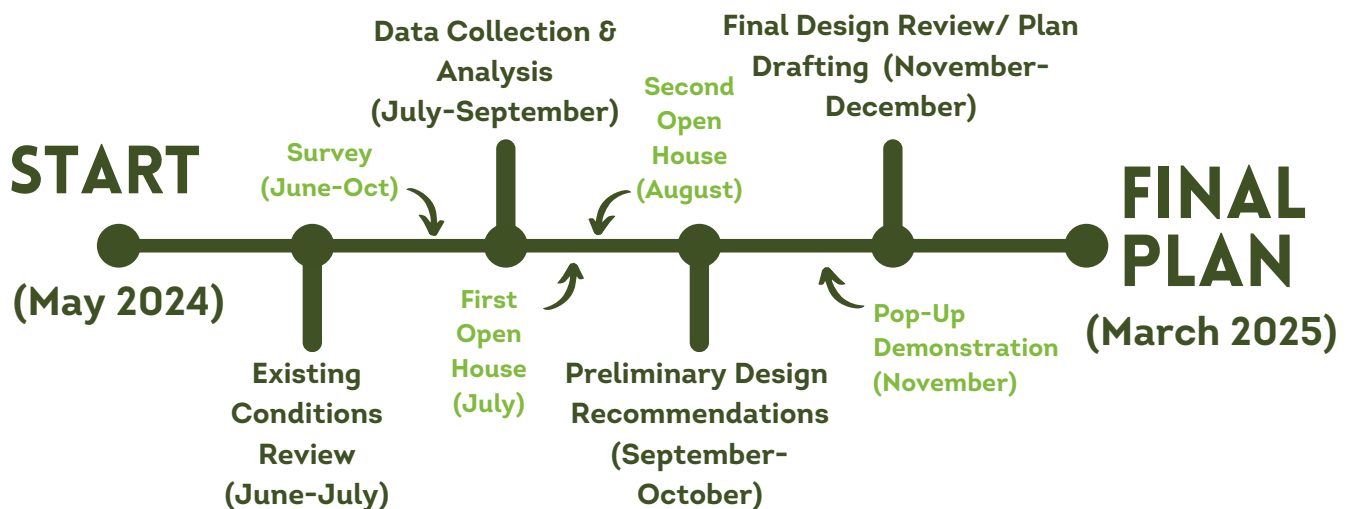 START
(May 2024)
Existing
Conditions
Review
(June-July)
Survey
(June-Oct)
Data Collection &
Analysis
(July-September)
First
Open
House
(July)
Second
Open
House
(August)
Preliminary Design
Recommendations
(September-
October)
Pop-Up
Demonstration
(November)
Final Design Review/ Plan
Drafting (November-
December)
FINAL
PLAN
(March 2025)